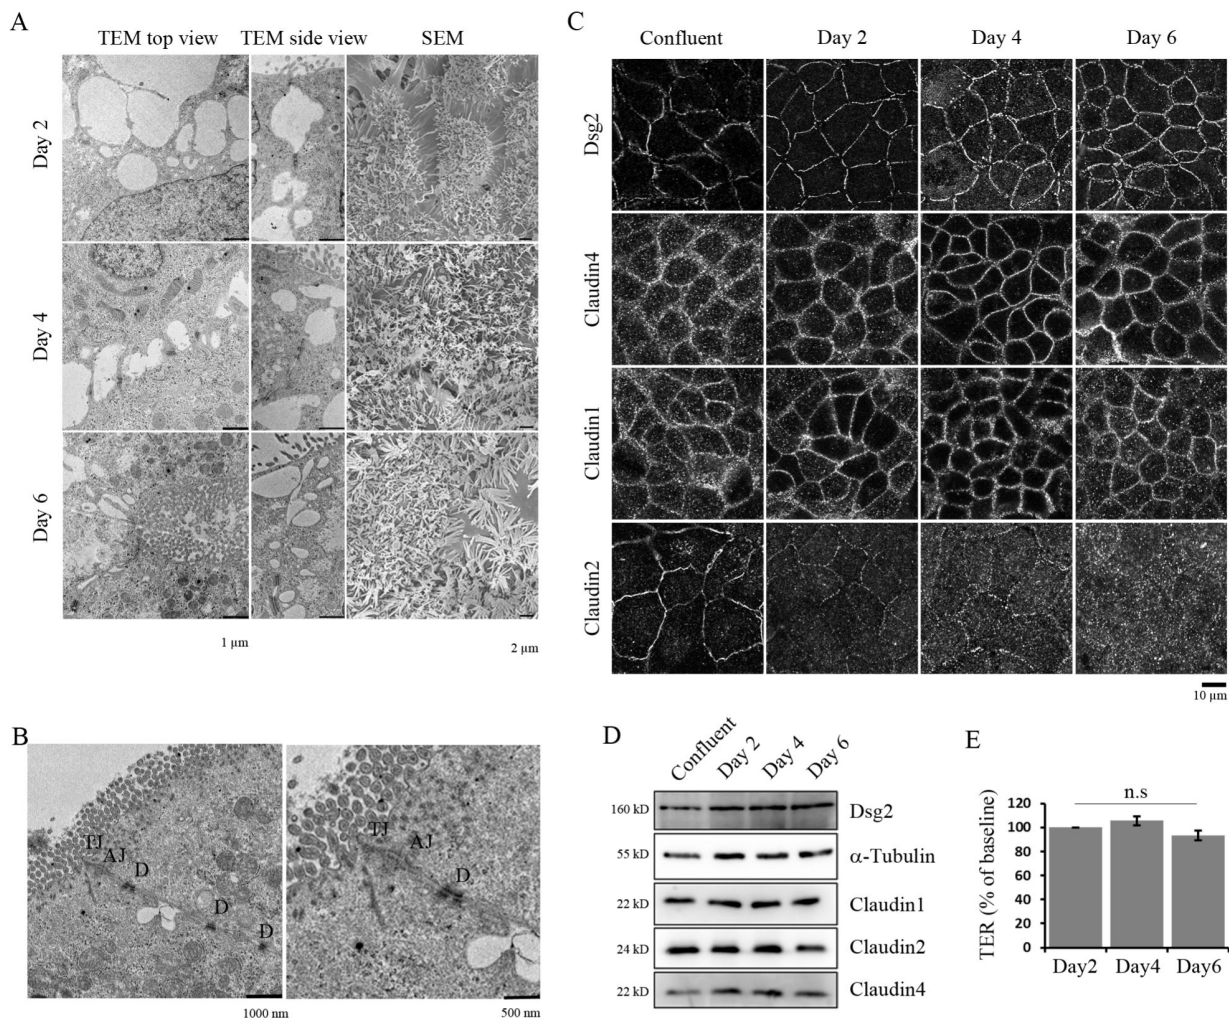 A
TEM top view
TEM side view
SEM
Day 2
Day 4
Day 6
1 µm
2 µm
B
TJ
AJ
D
D
D
TJ
AJ
D
1000 nm
500 nm
C
Confluent
Day 2
Day 4
Day 6
Dsg2
Claudin4
Claudin1
Claudin2
10 µm
D
Confluent
Day 2
Day 4
Day 6
160 kD
Dsg2
55 kD
α-Tubulin
22 kD
Claudin1
24 kD
Claudin2
22 kD
Claudin4
E
n.s
TER (% of baseline)
120
100
80
60
40
20
0
Day2
Day4
Day6